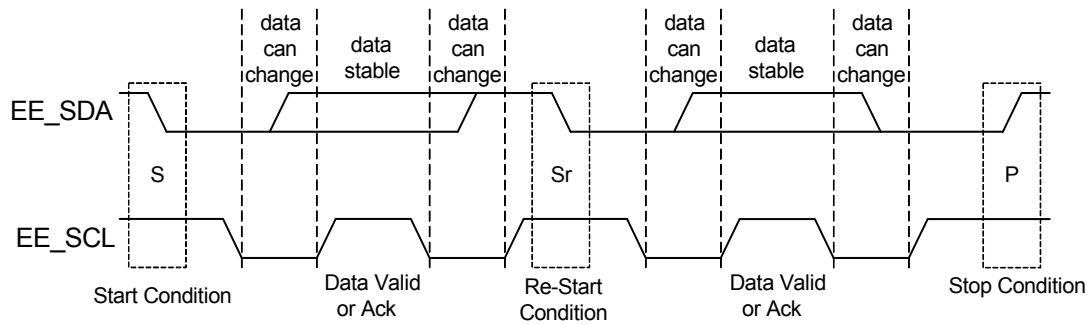 data
can
change
data
stable
data
can
change
data
can
change
data
stable
data
can
change
EE_SDA
S
Sr
P
EE_SCL
Start Condition
Data Valid
or Ack
Re-Start
Condition
Data Valid
or Ack
Stop Condition